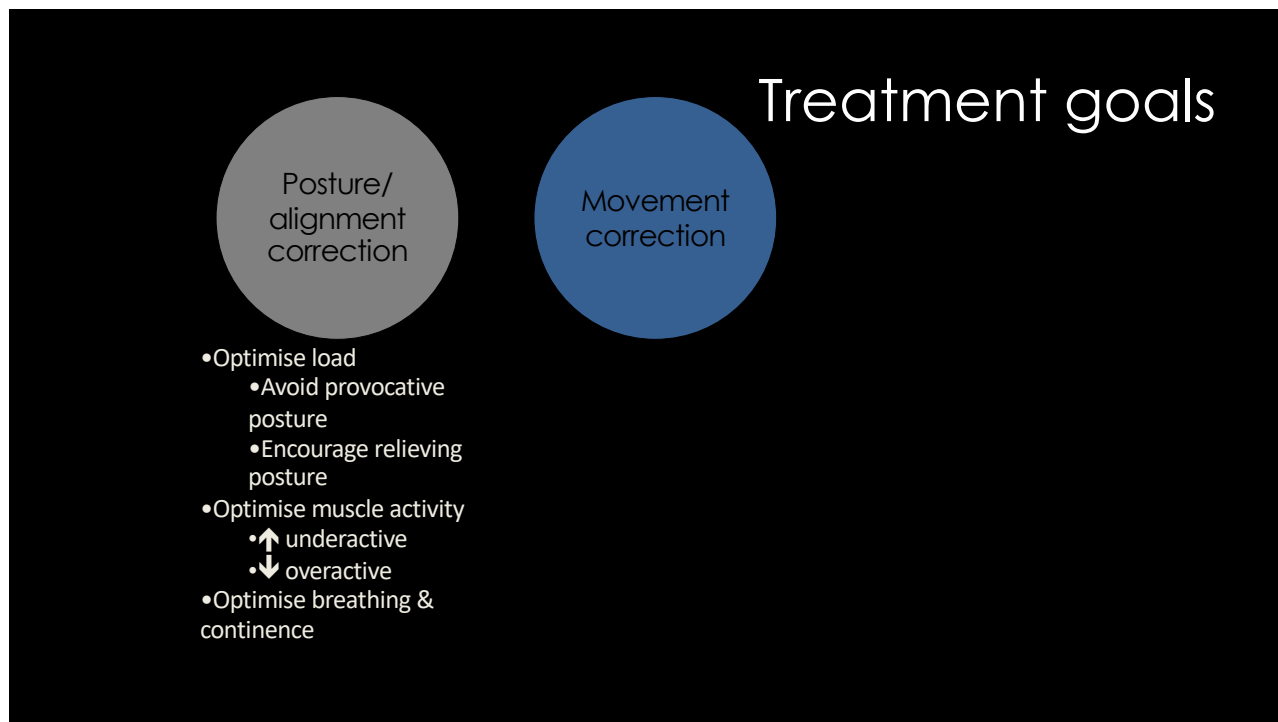 Treatment goals
Posture/
alignment
correction
Movement
correction
•Optimise load
•Avoid provocative
posture
•Encourage relieving
posture
•Optimise muscle activity
•↑ underactive
•↓ overactive
•Optimise breathing &
continence